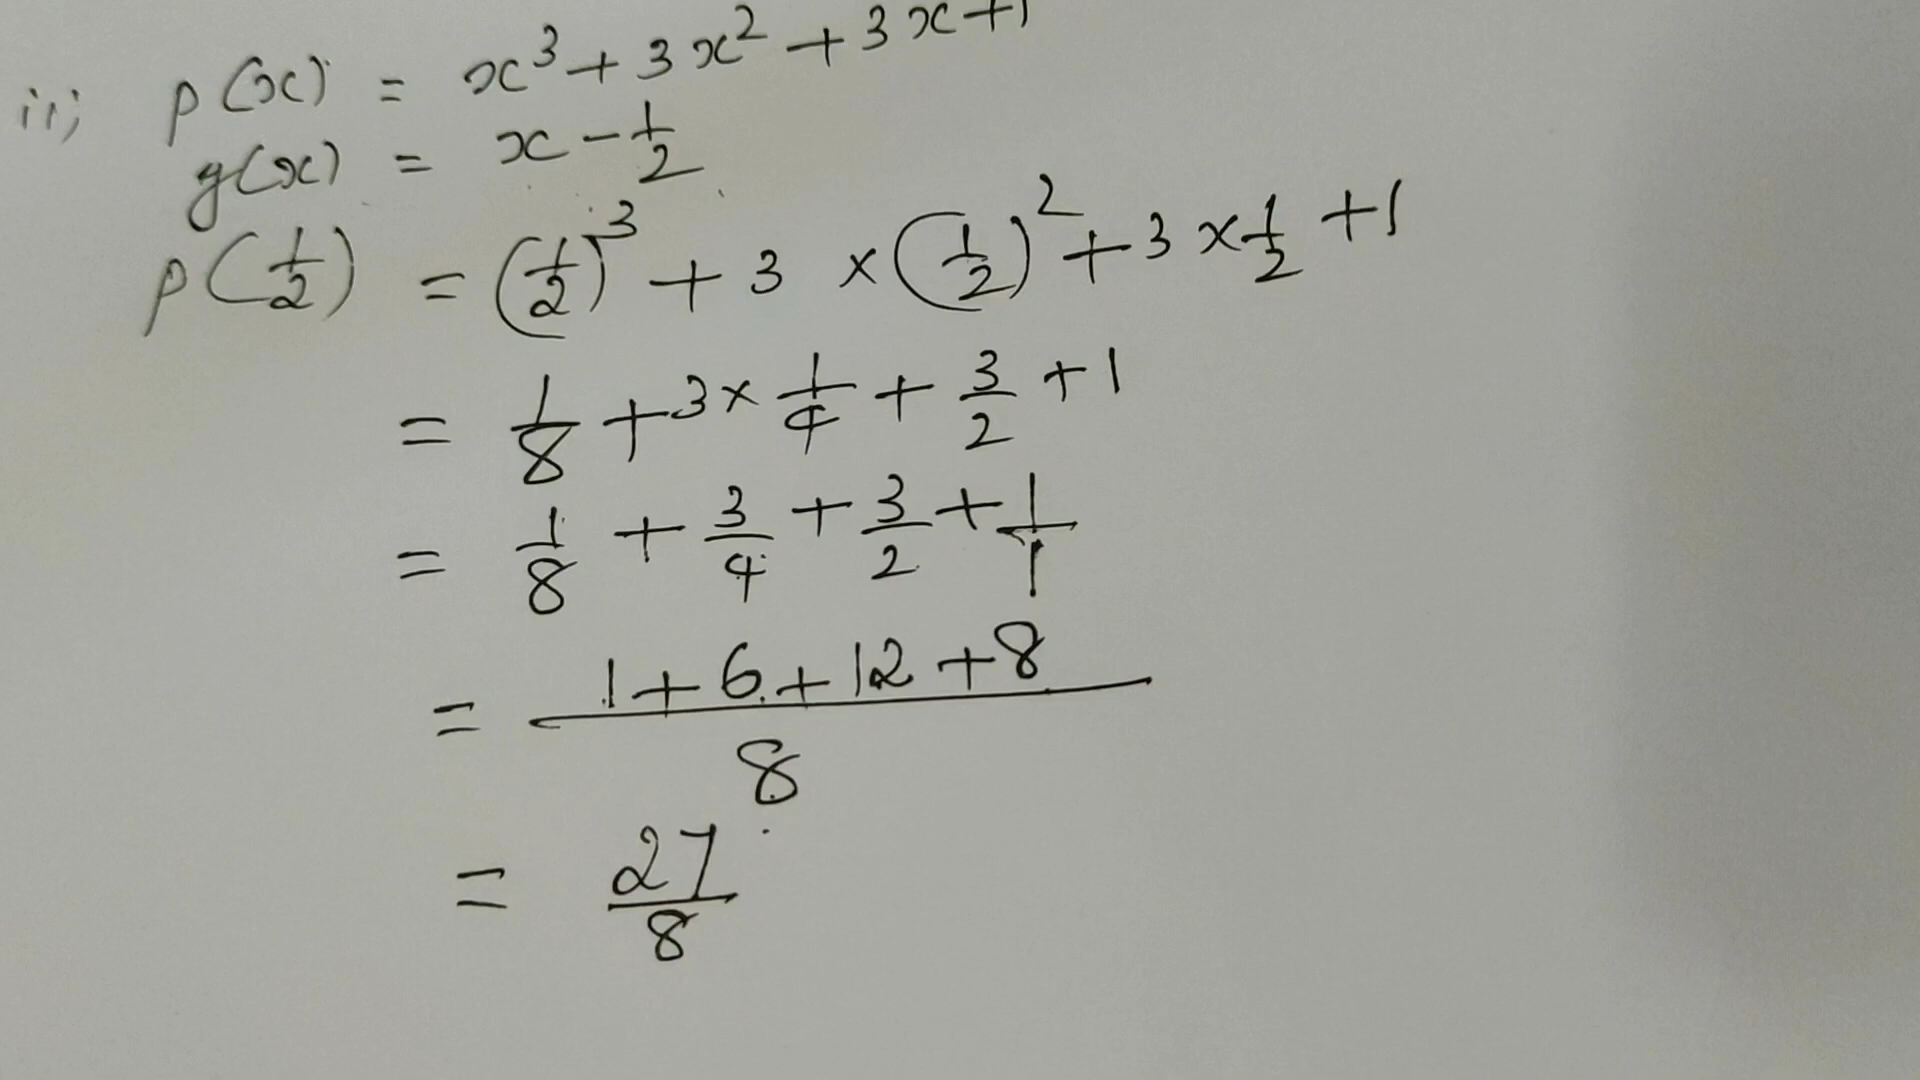 ii; p(x) = x³ + 3x² + 3x + 1
g(x) = x - 1/2
p(1/2) = (1/2)³ + 3 × (1/2)² + 3 × 1/2 + 1
= 1/8 + 3 × 1/4 + 3/2 + 1
= 1/8 + 3/4 + 3/2 + 1/1
= (1 + 6 + 12 + 8)/8
= 27/8